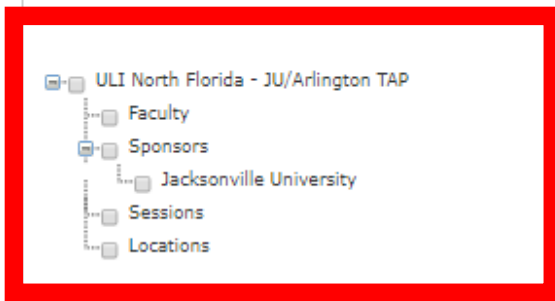 ULI North Florida - JU/Arlington TAP
Faculty
Sponsors
Jacksonville University
Sessions
Locations